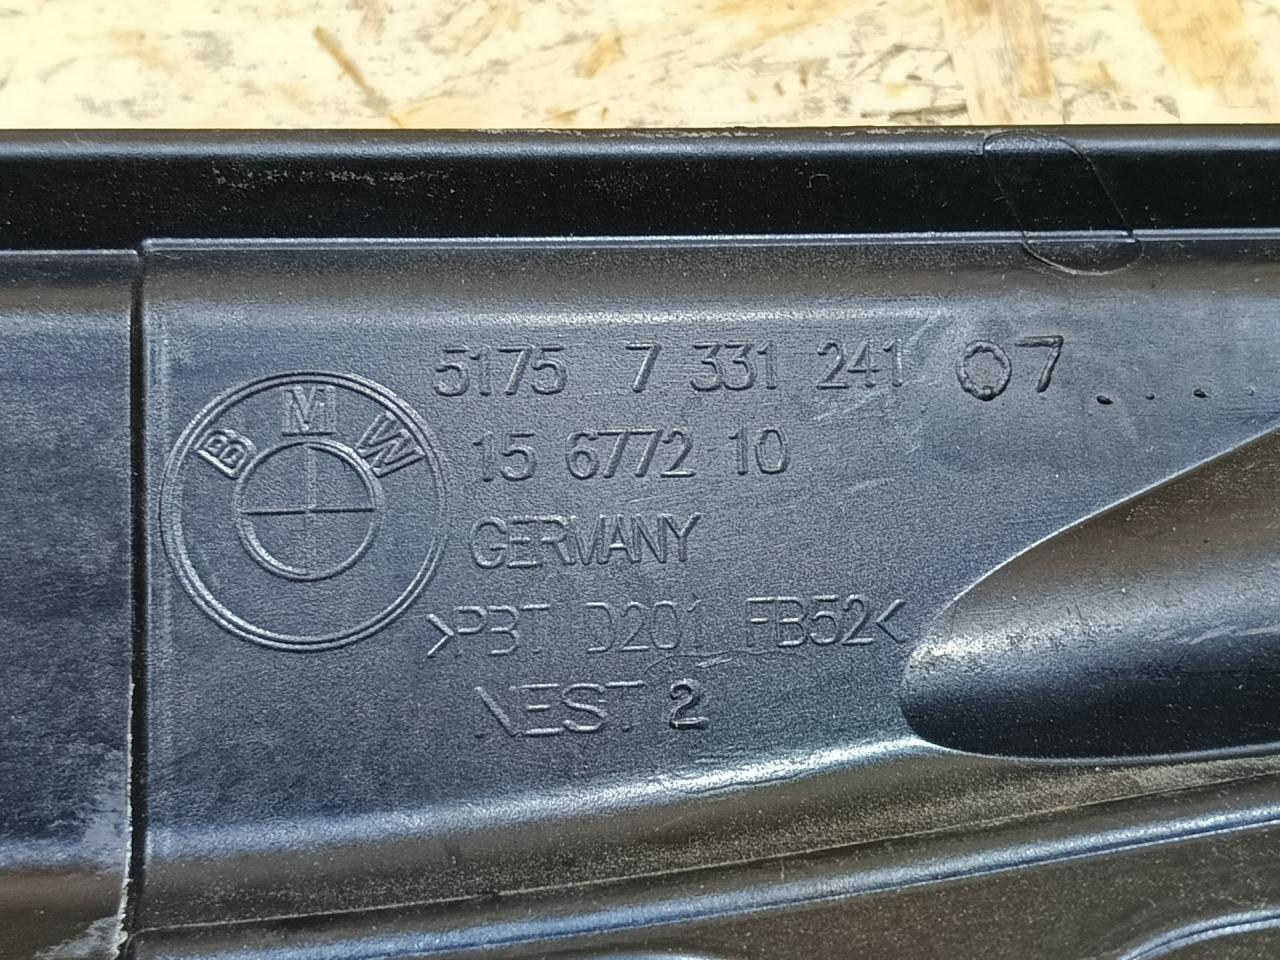 BMW
5175 7 331 241 07
15 6772 10
GERMANY
>PBT D201 FB52<
NEST 2